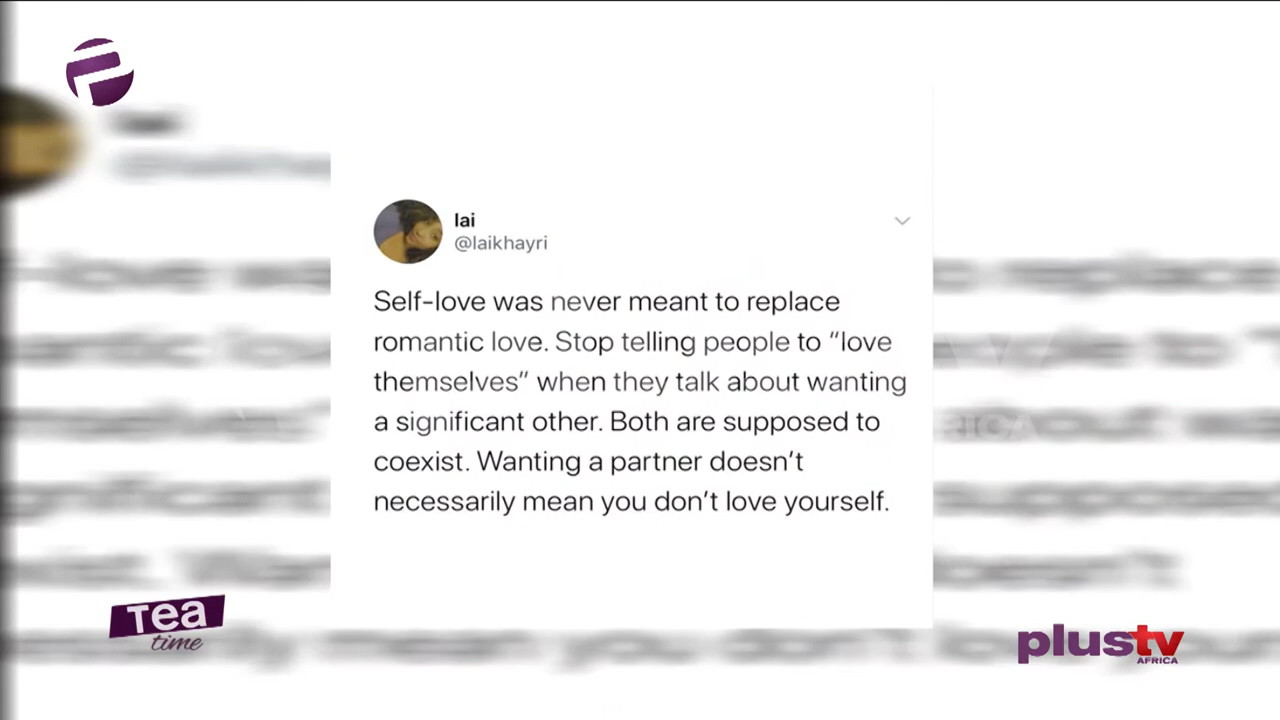 lai
@laikhayri
Self-love was never meant to replace
romantic love. Stop telling people to “love
themselves” when they talk about wanting
a significant other. Both are supposed to
coexist. Wanting a partner doesn’t
necessarily mean you don’t love yourself.
Tea
time
plustv
AFRICA